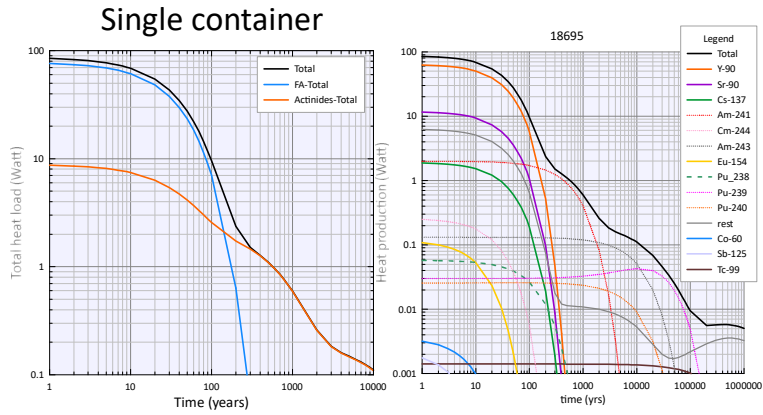 Single container
18695
Total heat load (Watt)
100
10
1
0.1
1
10
100
1000
10000
Time (years)
Total
FA-Total
Actinides-Total
Heat production (Watt)
100
10
1
0.1
0.01
0.001
1
10
100
1000
10000
100000
1000000
time (yrs)
Legend
Total
Y-90
Sr-90
Cs-137
Am-241
Cm-244
Am-243
Eu-154
Pu_238
Pu-239
Pu-240
rest
Co-60
Sb-125
Tc-99